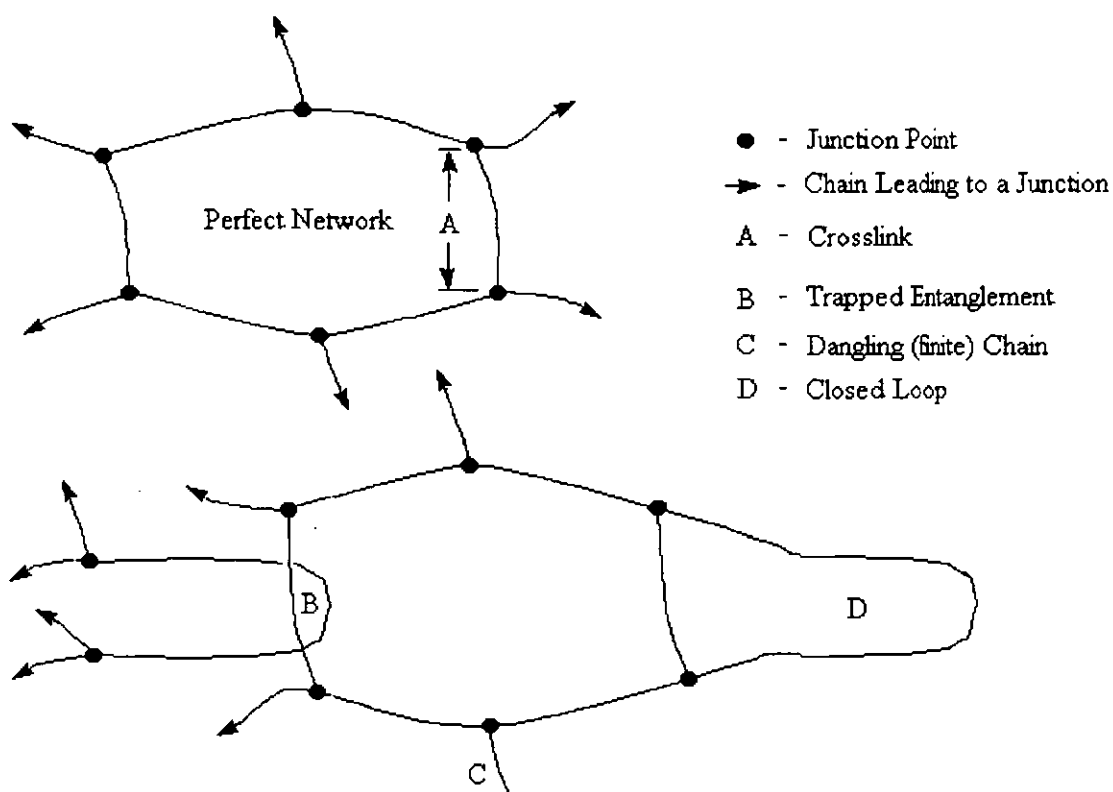 Perfect Network
A
● - Junction Point
→ - Chain Leading to a Junction
A - Crosslink
B - Trapped Entanglement
C - Dangling (finite) Chain
D - Closed Loop
B
D
C